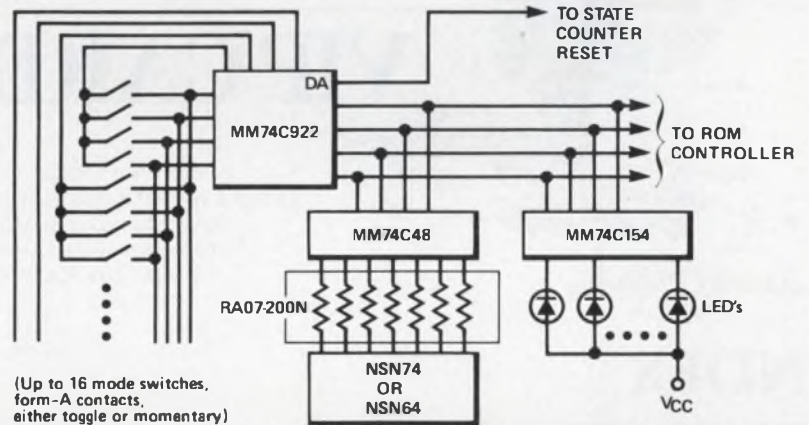 TO STATE
COUNTER
RESET
DA
MM74C922
TO ROM
CONTROLLER
MM74C48
MM74C154
RA07-200N
LED's
NSN74
OR
NSN64
VCC
(Up to 16 mode switches,
form-A contacts,
either toggle or momentary)